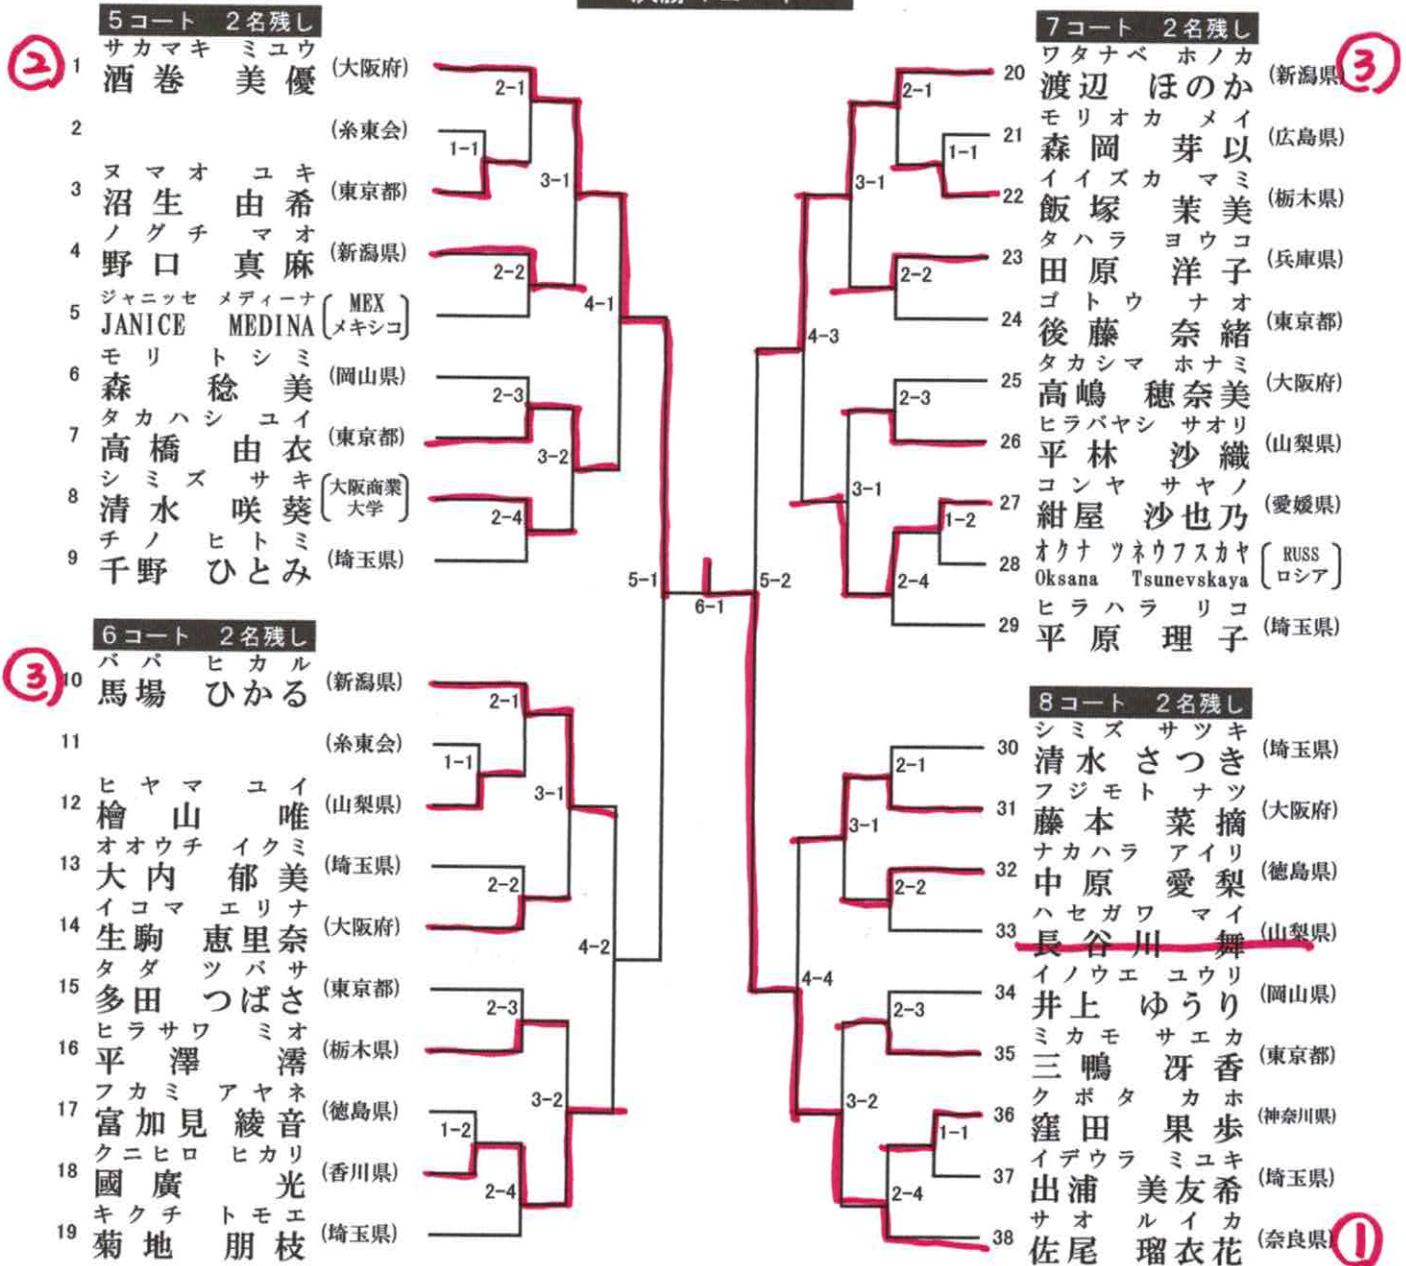 5コート 2名残し
②
サカマキ ミユウ
1 酒巻 美優 (大阪府)
2 (糸東会)
ヌマオ ユキ
3 沼生 由希 (東京都)
ノグチ マオ
4 野口 真麻 (新潟県)
ジャニッセ メディーナ
5 JANICE MEDINA [MEX メキシコ]
モリ トシミ
6 森 稔美 (岡山県)
タカハシ ユイ
7 高橋 由衣 (東京都)
シミズ サキ
8 清水 咲葵 [大阪商業大学]
チノ ヒトミ
9 千野 ひとみ (埼玉県)
2-1
1-1
3-1
2-2
4-1
2-3
3-2
2-4
6コート 2名残し
③
ババ ヒカル
10 馬場 ひかる (新潟県)
11 (糸東会)
ヒヤマ ユイ
12 檜山 唯 (山梨県)
オオウチ イクミ
13 大内 郁美 (埼玉県)
イコマ エリナ
14 生駒 恵里奈 (大阪府)
タダ ツバサ
15 多田 つばさ (東京都)
ヒラサワ ミオ
16 平澤 澪 (栃木県)
フカミ アヤネ
17 富加見 綾音 (徳島県)
クニヒロ ヒカリ
18 國廣 光 (香川県)
キクチ トモエ
19 菊地 朋枝 (埼玉県)
2-1
1-1
3-1
2-2
4-2
2-3
3-2
1-2
2-4
5-1
6-1
5-2
7コート 2名残し
③
ワタナベ ホノカ
20 渡辺 ほのか (新潟県)
モリオカ メイ
21 森岡 芽以 (広島県)
イイズカ マミ
22 飯塚 茉美 (栃木県)
タハラ ヨウコ
23 田原 洋子 (兵庫県)
ゴトウ ナオ
24 後藤 奈緒 (東京都)
タカシマ ホナミ
25 高嶋 穂奈美 (大阪府)
ヒラバヤシ サオリ
26 平林 沙織 (山梨県)
コンヤ サヤノ
27 紺屋 沙也乃 (愛媛県)
オクナ ツネウフスカヤ
28 Oksana Tsunevskaya [RUSS ロシア]
ヒラハラ リコ
29 平原 理子 (埼玉県)
2-1
1-1
3-1
2-2
4-3
2-3
3-1
1-2
2-4
8コート 2名残し
シミズ サツキ
30 清水 さつき (埼玉県)
フジモト ナツ
31 藤本 菜摘 (大阪府)
ナカハラ アイリ
32 中原 愛梨 (徳島県)
ハセガワ マイ
33 長谷川 舞 (山梨県)
イノウエ ユウリ
34 井上 ゆうり (岡山県)
ミカモ サエカ
35 三鴨 冴香 (東京都)
クボタ カホ
36 窪田 果歩 (神奈川県)
イデウラ ミユキ
37 出浦 美友希 (埼玉県)
サオ ルイカ
38 佐尾 瑠衣花 (奈良県)
①
2-1
3-1
2-2
4-4
2-3
3-2
1-1
2-4